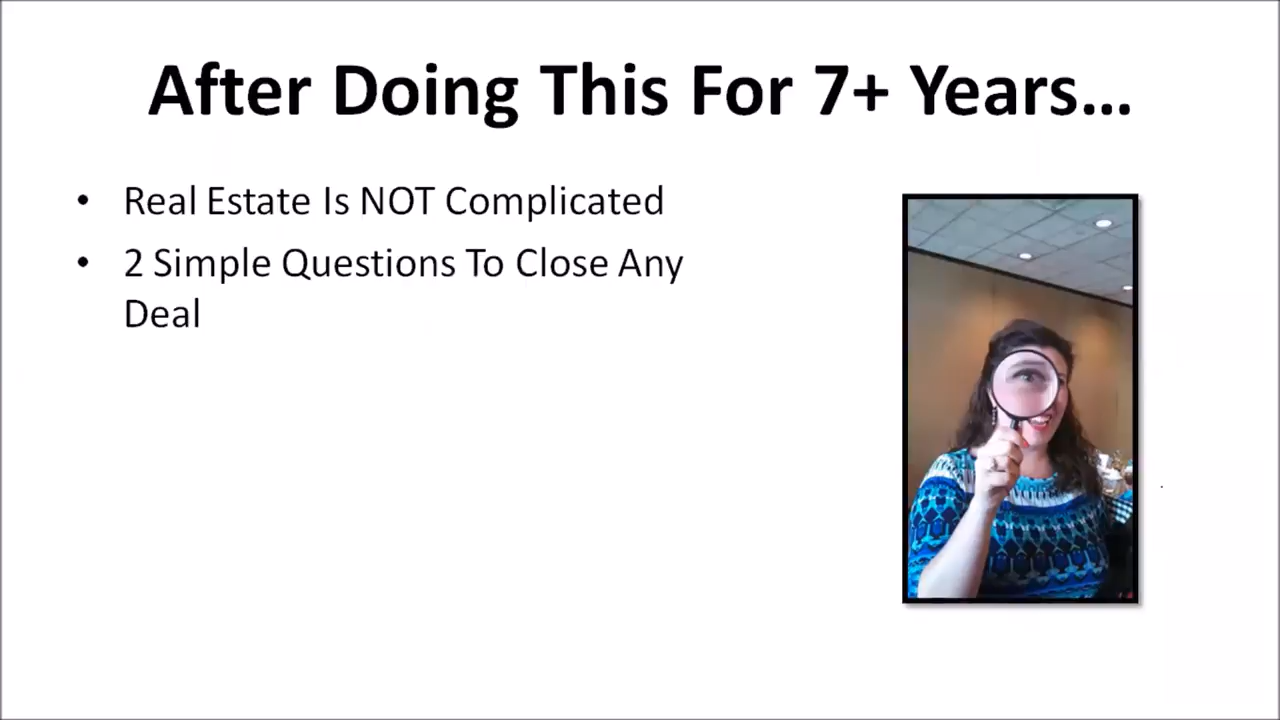 After Doing This For 7+ Years...
• Real Estate Is NOT Complicated
• 2 Simple Questions To Close Any
Deal